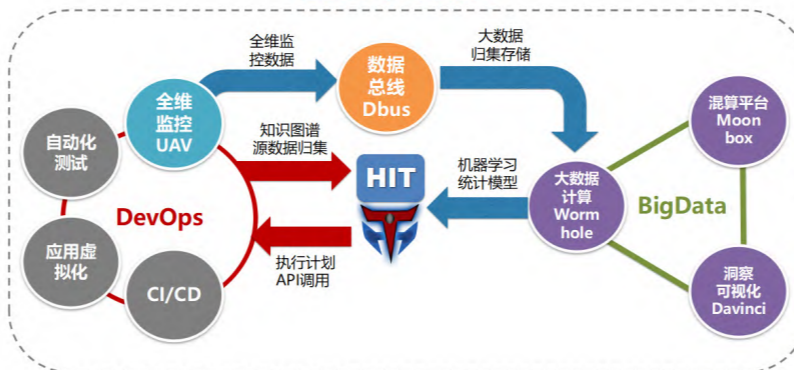 全维监
控数据
大数据
归集存储
数据
总线
Dbus
全维
监控
UAV
混算平台
Moon
box
自动化
测试
知识图谱
源数据归集
HIT
机器学习
统计模型
大数据
计算
Worm
hole
DevOps
BigData
应用虚
拟化
执行计划
API调用
CI/CD
洞察
可视化
Davinci